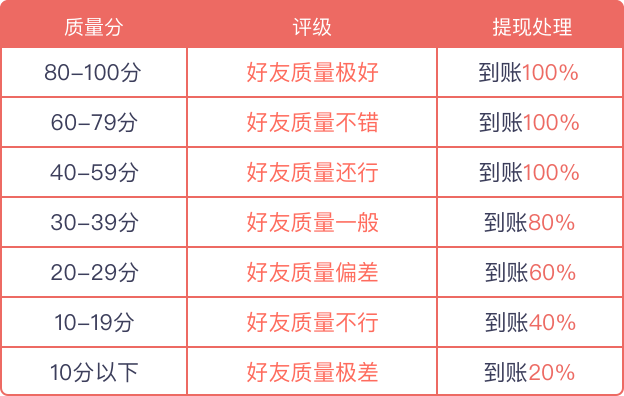 质量分 评级 提现处理
80-100分 好友质量极好 到账100%
60-79分 好友质量不错 到账100%
40-59分 好友质量还行 到账100%
30-39分 好友质量一般 到账80%
20-29分 好友质量偏差 到账60%
10-19分 好友质量不行 到账40%
10分以下 好友质量极差 到账20%